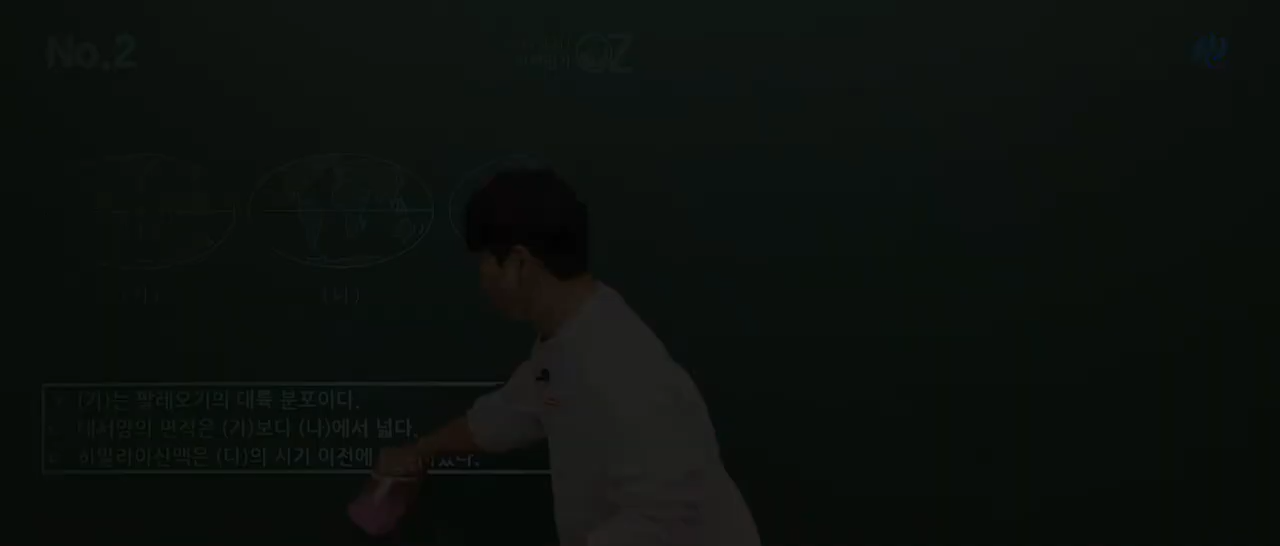 No.2
OZ
(나)
(가)는 팔레오기의 대륙 분포이다.
대서양의 면적은 (가)보다 (나)에서 넓다.
히말라야산맥은 (다)의 시기 이전에